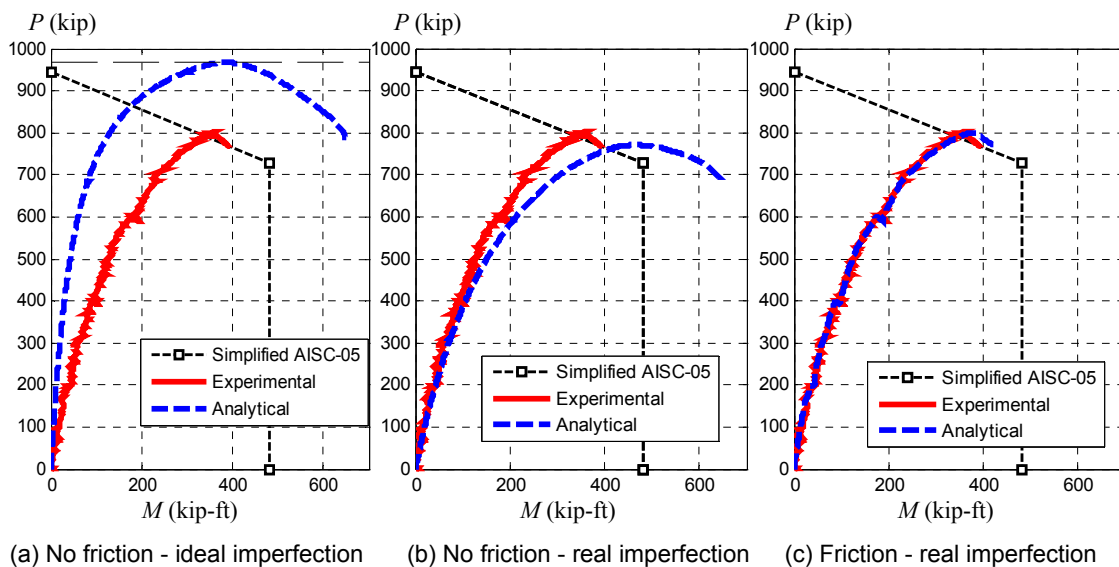 P (kip)
1000
900
800
700
600
500
400
300
200
100
0
0
200
400
600
M (kip-ft)
Simplified AISC-05
Experimental
Analytical
(a) No friction - ideal imperfection
P (kip)
1000
900
800
700
600
500
400
300
200
100
0
0
200
400
600
M (kip-ft)
Simplified AISC-05
Experimental
Analytical
(b) No friction - real imperfection
P (kip)
1000
900
800
700
600
500
400
300
200
100
0
0
200
400
600
M (kip-ft)
Simplified AISC-05
Experimental
Analytical
(c) Friction - real imperfection